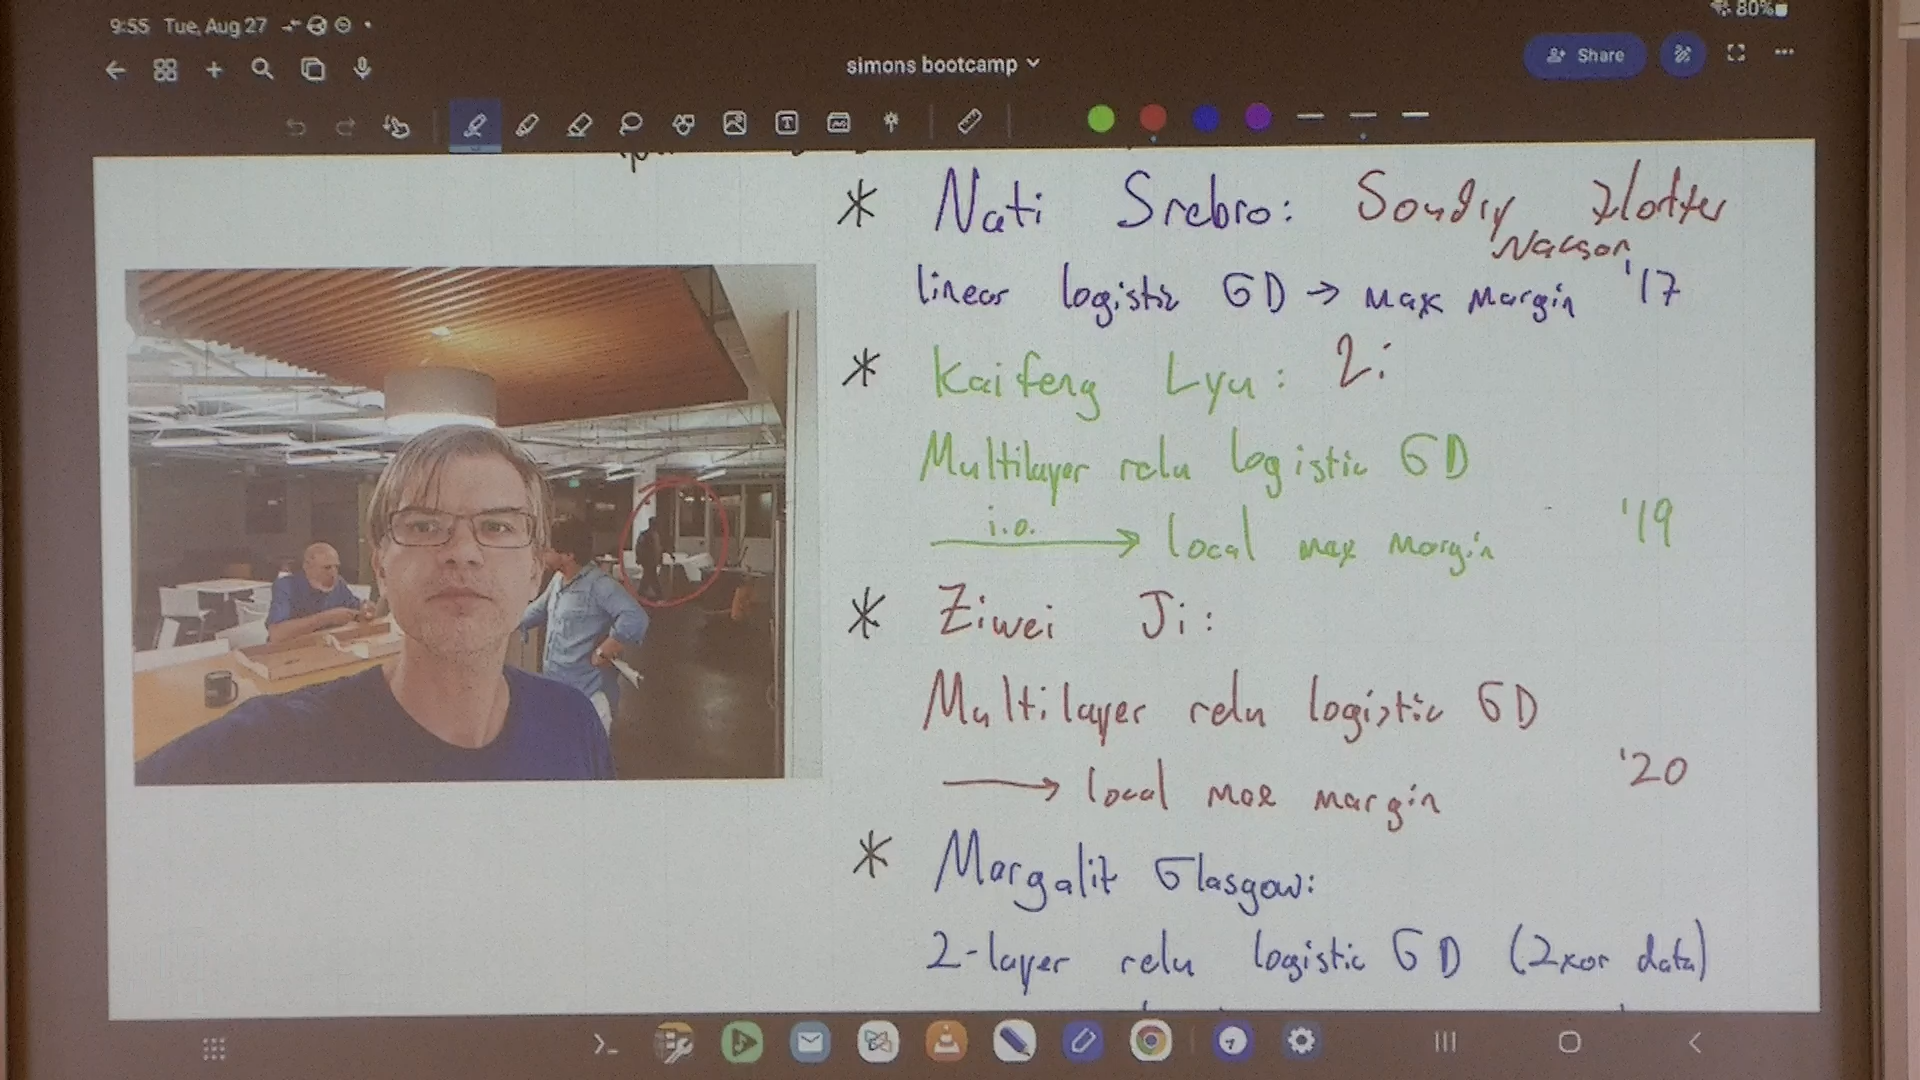 9:55 Tue, Aug 27
80%
simons bootcamp
Share
* Nati Srebro: Soudry
Nacson
linear logistic GD → max margin '17
* Kaifeng Lyu: Li
Multilayer relu logistic GD
i.o. → local max margin '19
* Ziwei Ji:
Multilayer relu logistic GD
→ local max margin '20
* Margalit Glasgow:
2-layer relu logistic GD (2xor data)